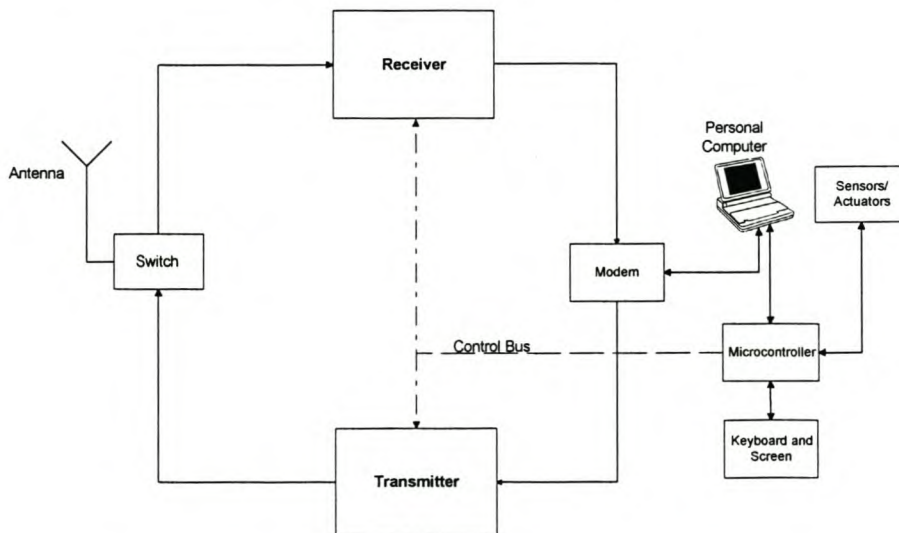 Receiver
Personal
Computer
Antenna
Sensors/
Actuators
Switch
Modem
Control Bus
Microcontroller
Keyboard and
Screen
Transmitter